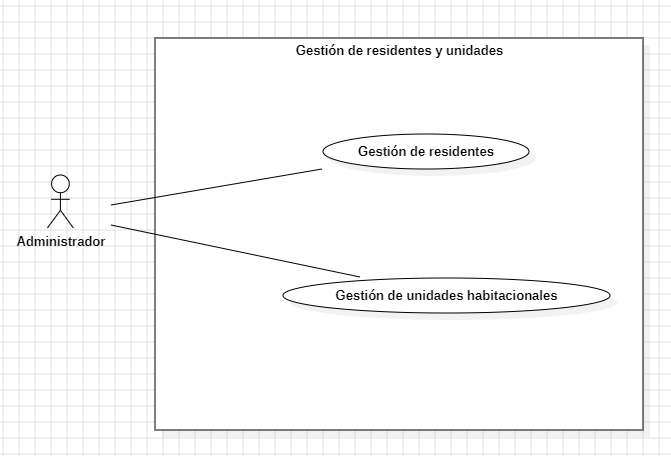 Gestión de residentes y unidades
Gestión de residentes
Administrador
Gestión de unidades habitacionales